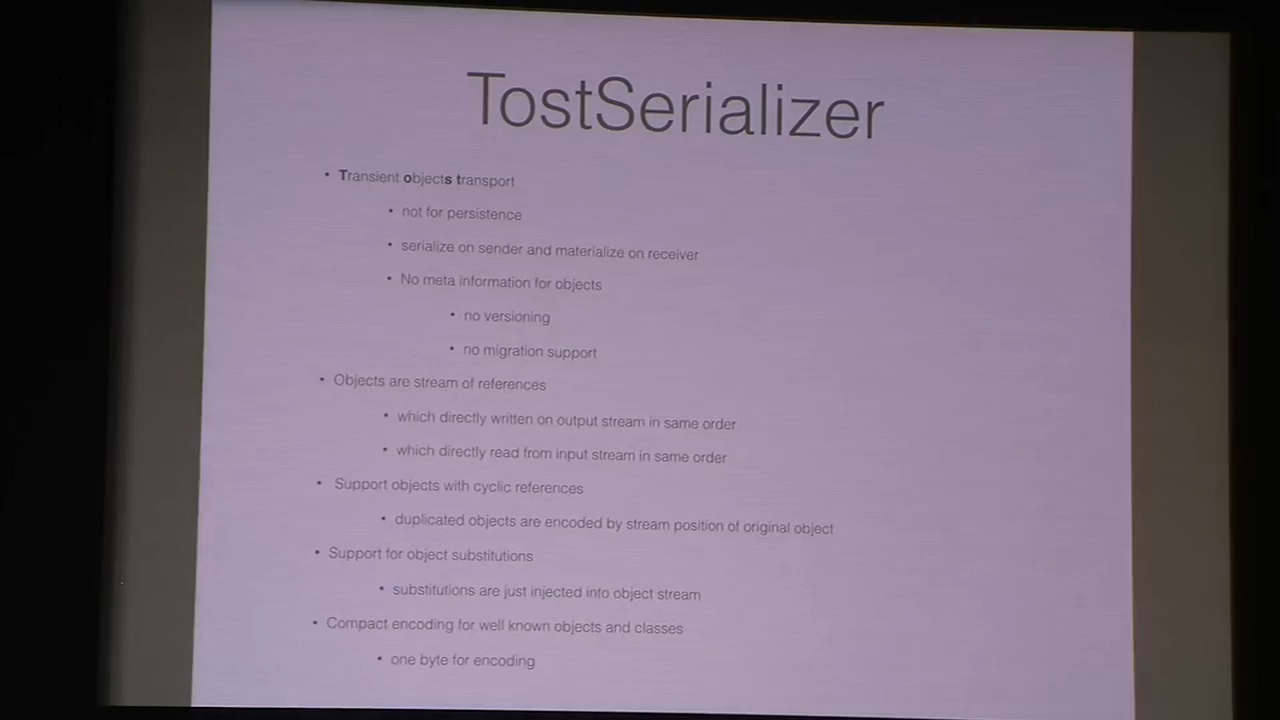 TostSerializer
• Transient objects transport
• not for persistence
• serialize on sender and materialize on receiver
• No meta information for objects
• no versioning
• no migration support
• Objects are stream of references
• which directly written on output stream in same order
• which directly read from input stream in same order
• Support objects with cyclic references
• duplicated objects are encoded by stream position of original object
• Support for object substitutions
• substitutions are just injected into object stream
• Compact encoding for well known objects and classes
• one byte for encoding